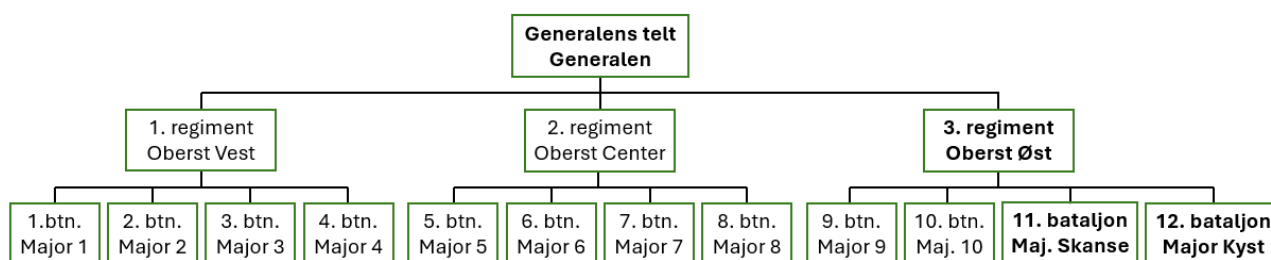 Generalens telt
Generalen
1. regiment
Oberst Vest
2. regiment
Oberst Center
3. regiment
Oberst Øst
1.btn.
Major 1
2. btn.
Major 2
3. btn.
Major 3
4. btn.
Major 4
5. btn.
Major 5
6. btn.
Major 6
7. btn.
Major 7
8. btn.
Major 8
9. btn.
Major 9
10. btn.
Maj. 10
11. bataljon
Maj. Skanse
12. bataljon
Major Kyst